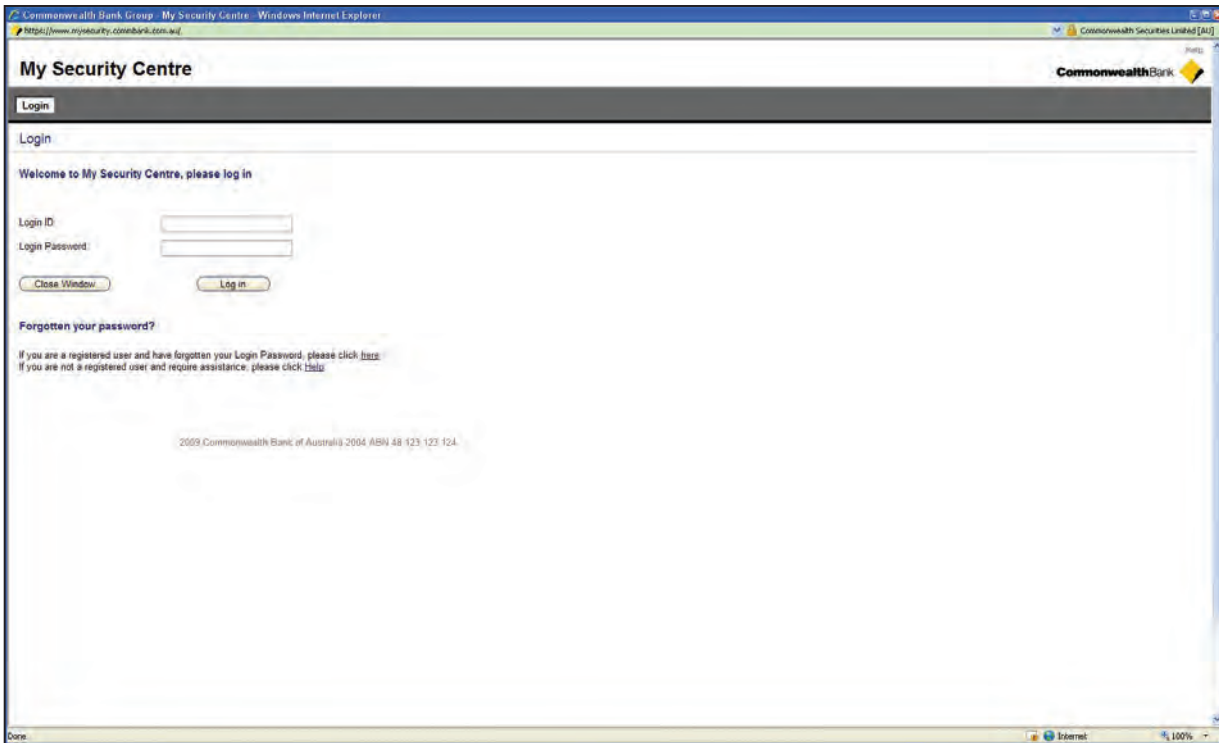 Commonwealth Bank Group - My Security Centre - Windows Internet Explorer
https://www.mysecurity.commbank.com.au/
Commonwealth Securities Limited [AU]
Help
My Security Centre
CommonwealthBank
Login
Login
Welcome to My Security Centre, please log in
Login ID:
Login Password:
Close Window
Log in
Forgotten your password?
If you are a registered user and have forgotten your Login Password, please click here
If you are not a registered user and require assistance, please click Help
2009 Commonwealth Bank of Australia 2004 ABN 48 123 123 124
Done
Internet
100%